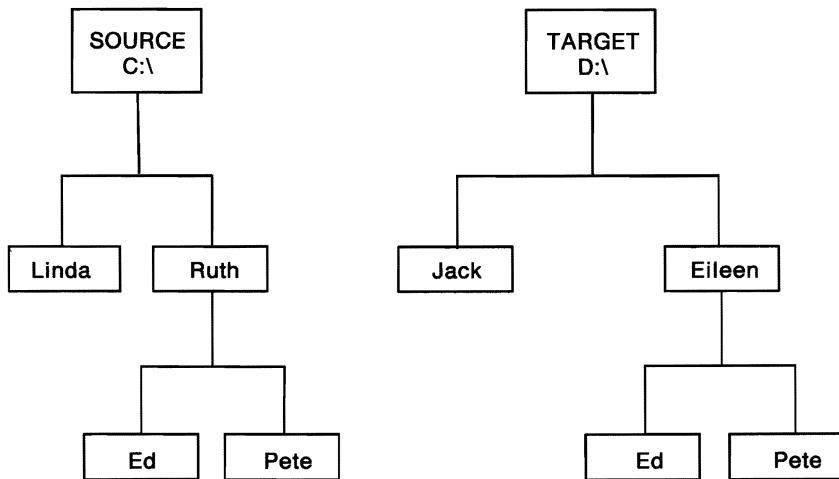 SOURCE
C:\
TARGET
D:\
Linda
Ruth
Jack
Eileen
Ed
Pete
Ed
Pete